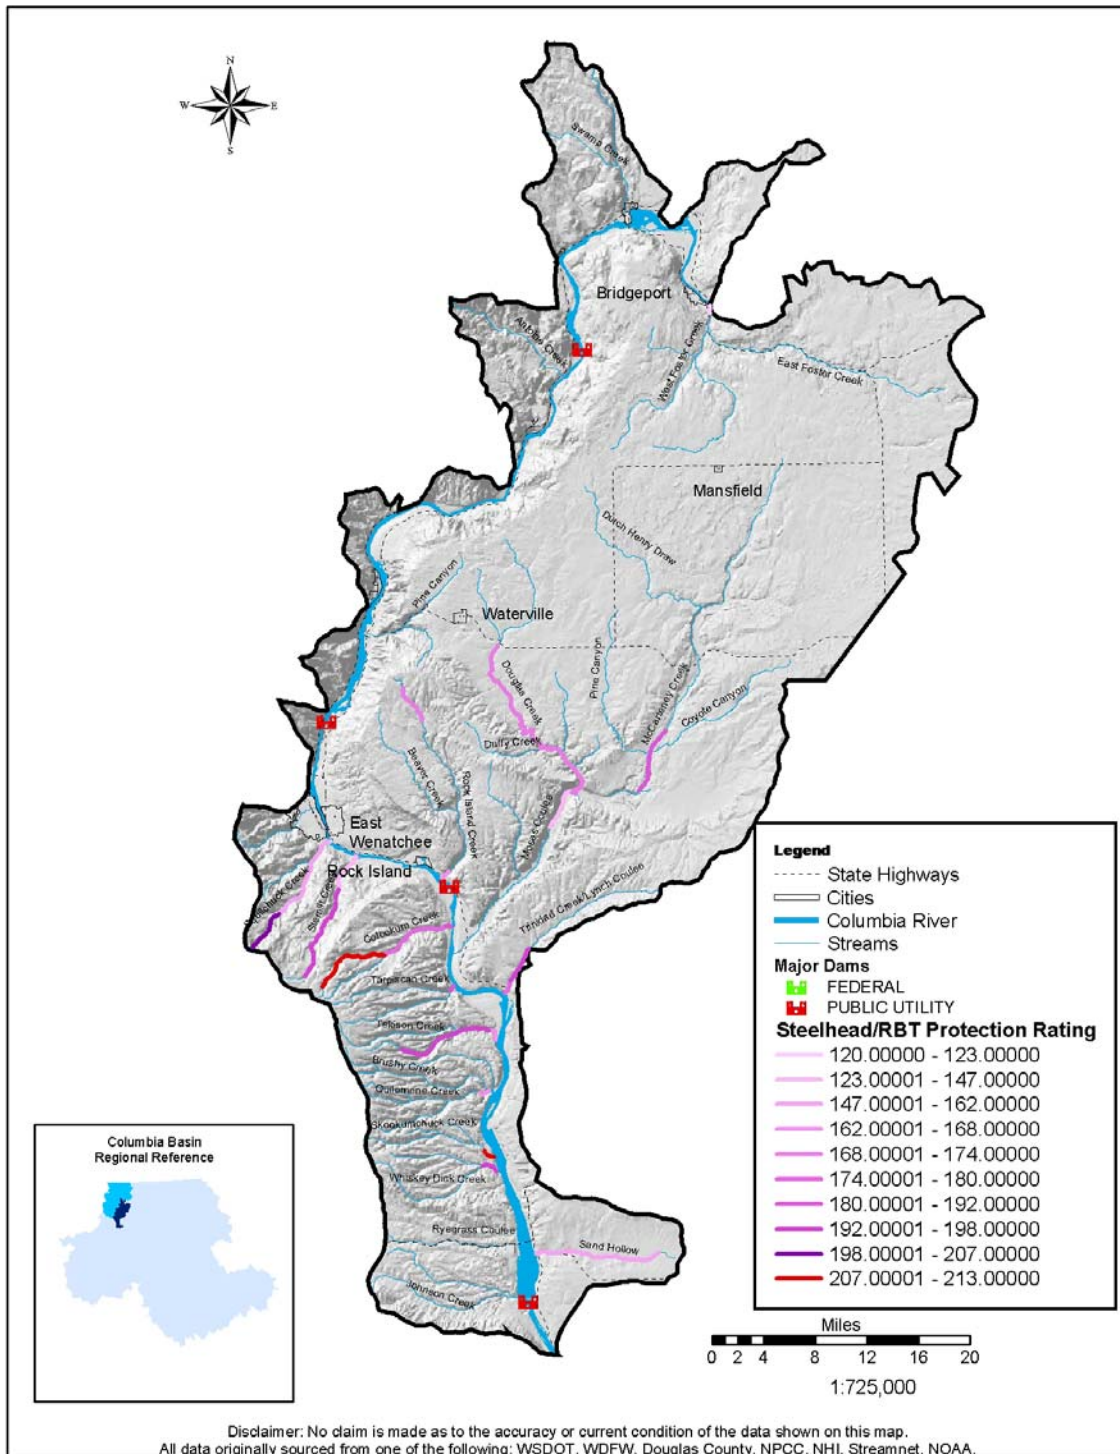 N
W E
S
Swamp Creek
Bridgeport
Antoine Creek
West Foster Creek
East Foster Creek
Mansfield
Dutch Henry Draw
Pine Canyon
Waterville
Douglas Creek
Pine Canyon
McCarteney Creek
Coyote Canyon
Duffy Creek
Beaver Creek
Rock Island Creek
Moses Coulee
East
Wenatchee
Rock Island
Stemilt Creek
Trinidad Creek/Lynch Coulee
Colockum Creek
Tarpiscan Creek
Tekison Creek
Brushy Creek
Quilomene Creek
Skookumchuck Creek
Whiskey Dick Creek
Ryegrass Coulee
Sand Hollow
Johnson Creek
Legend
State Highways
Cities
Columbia River
Streams
Major Dams
FEDERAL
PUBLIC UTILITY
Steelhead/RBT Protection Rating
120.00000 - 123.00000
123.00001 - 147.00000
147.00001 - 162.00000
162.00001 - 168.00000
168.00001 - 174.00000
174.00001 - 180.00000
180.00001 - 192.00000
192.00001 - 198.00000
198.00001 - 207.00000
207.00001 - 213.00000
Columbia Basin
Regional Reference
Miles
0 2 4 8 12 16 20
1:725,000
Disclaimer: No claim is made as to the accuracy or current condition of the data shown on this map.
All data originally sourced from one of the following: WSDOT, WDFW, Douglas County, NPCC, NHI, Streamnet, NOAA.